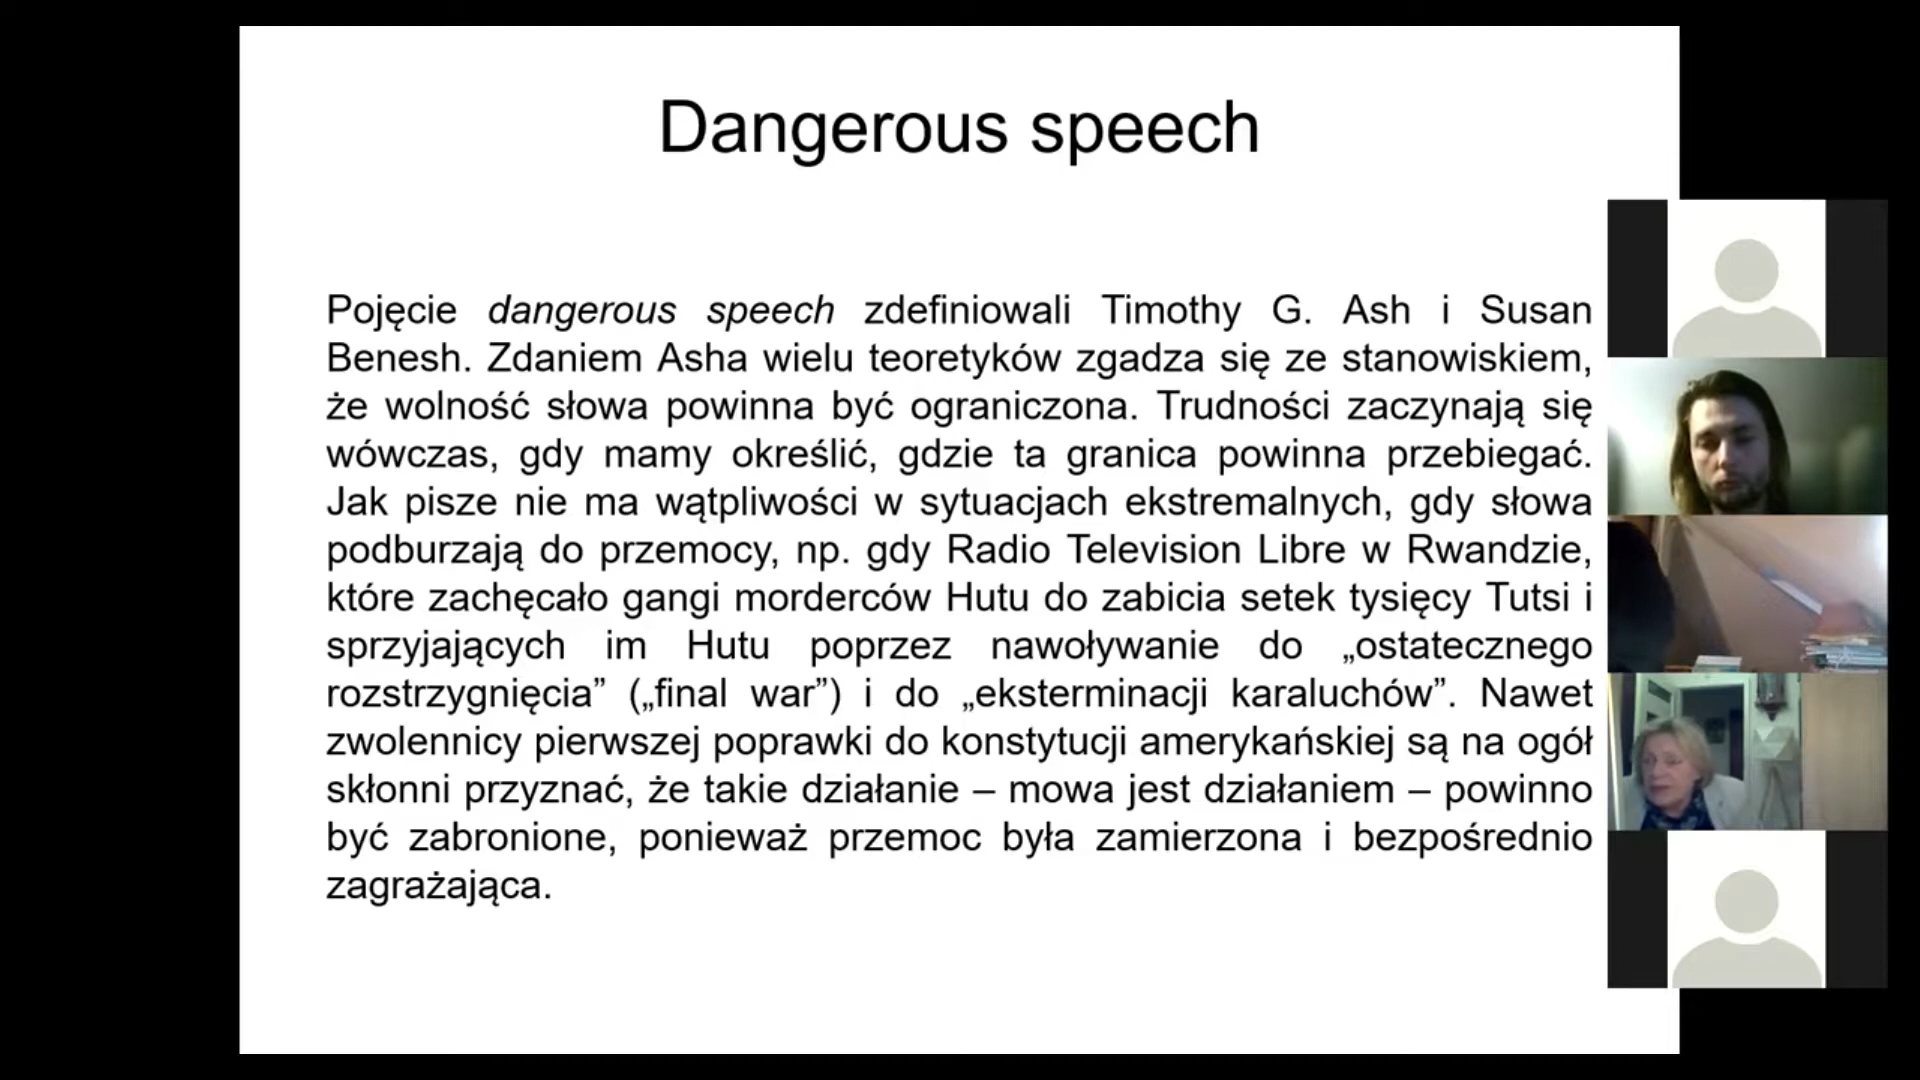 Dangerous speech
Pojęcie dangerous speech zdefiniowali Timothy G. Ash i Susan
Benesh. Zdaniem Asha wielu teoretyków zgadza się ze stanowiskiem,
że wolność słowa powinna być ograniczona. Trudności zaczynają się
wówczas, gdy mamy określić, gdzie ta granica powinna przebiegać.
Jak pisze nie ma wątpliwości w sytuacjach ekstremalnych, gdy słowa
podburzają do przemocy, np. gdy Radio Television Libre w Rwandzie,
które zachęcało gangi morderców Hutu do zabicia setek tysięcy Tutsi i
sprzyjających im Hutu poprzez nawoływanie do „ostatecznego
rozstrzygnięcia” („final war”) i do „eksterminacji karaluchów”. Nawet
zwolennicy pierwszej poprawki do konstytucji amerykańskiej są na ogół
skłonni przyznać, że takie działanie – mowa jest działaniem – powinno
być zabronione, ponieważ przemoc była zamierzona i bezpośrednio
zagrażająca.